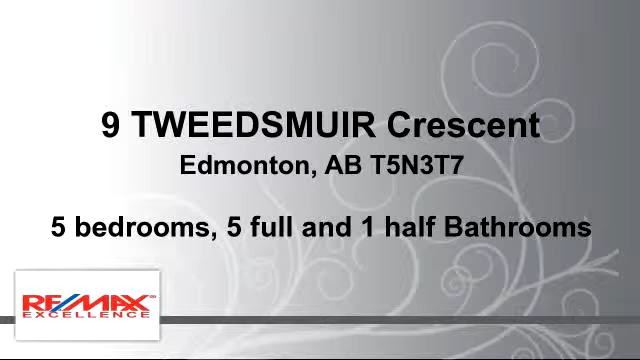 9 TWEEDSMUIR Crescent
Edmonton, AB T5N3T7
5 bedrooms, 5 full and 1 half Bathrooms
RE/MAX
EXCELLENCE